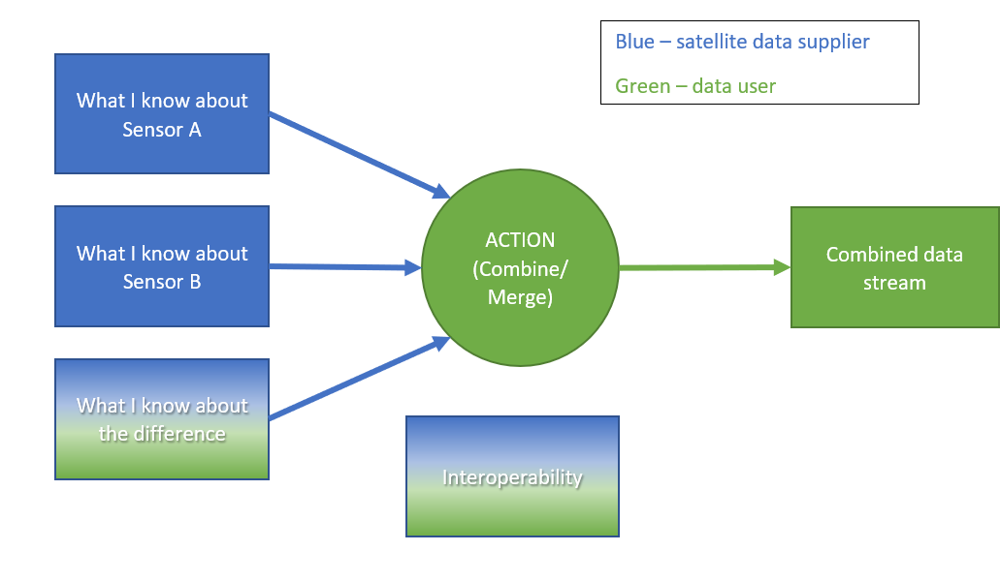 Blue – satellite data supplier
Green – data user
What I know about
Sensor A
What I know about
Sensor B
What I know about
the difference
ACTION
(Combine/
Merge)
Combined data
stream
Interoperability